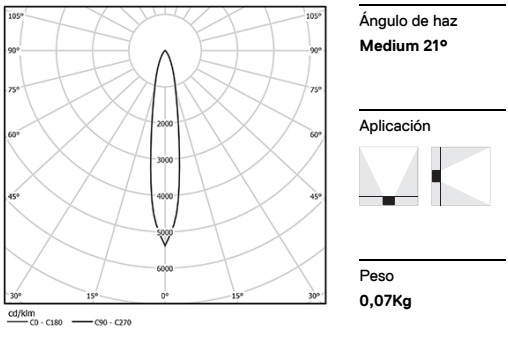 105°
105°
90°
90°
75°
75°
60°
60°
45°
45°
2000
3000
4000
5000
6000
30°
15°
0°
15°
30°
cd/klm
C0 - C180
C90 - C270
Ángulo de haz
Medium 21º
Aplicación
Peso
0,07Kg